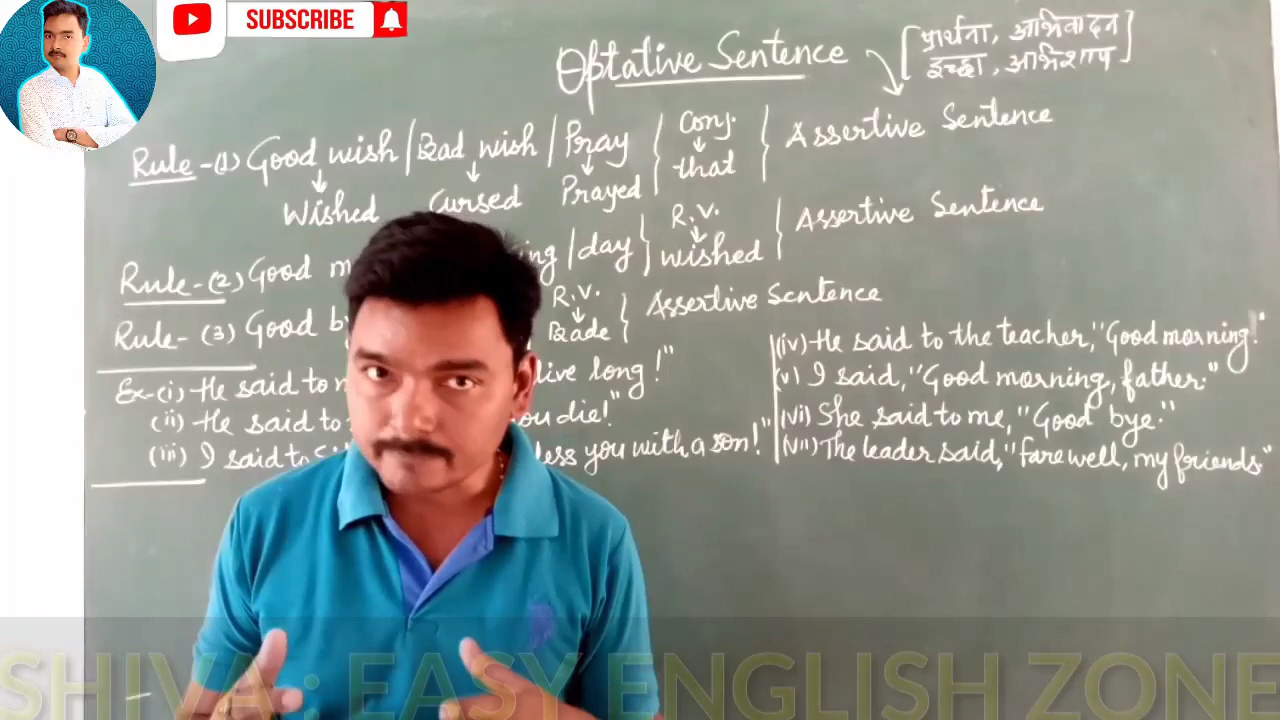 SUBSCRIBE
Optative Sentence → [प्रार्थना, अभिवादन
इच्छा, अभिशाप]
Rule-(1) Good wish / Bad wish / Pray } Conj. } Assertive Sentence
↓ ↓ ↓ ↓
Wished Cursed Prayed that
R.V.
↓
Rule-(2) Good /day } wished } Assertive Sentence
R.V.
↓
Rule-(3) Good Bade } Assertive Sentence
Ex-(i) He said to live long!"
(ii) He said to you die!"
(iii) I said to bless you with a son!"
(iv) He said to the teacher, "Good morning!"
(v) I said, "Good morning, father."
(vi) She said to me, "Good bye."
(vii) The leader said, "farewell, my friends."
SHIVA : EASY ENGLISH ZONE